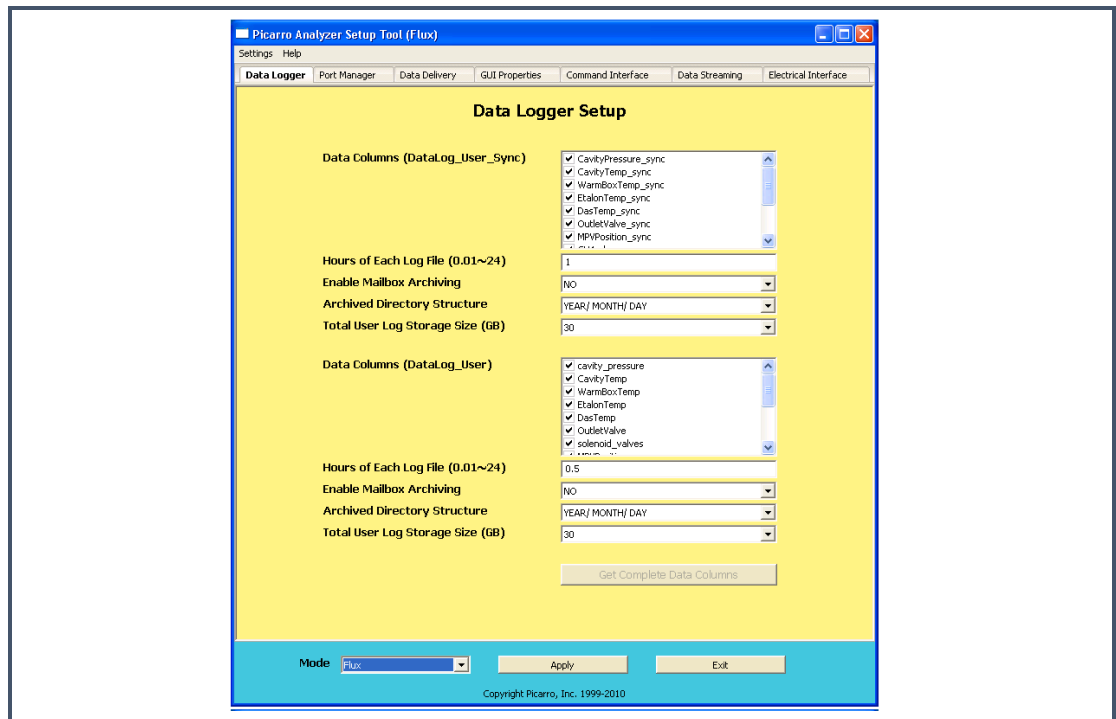 Picarro Analyzer Setup Tool (Flux)
Settings Help
Data Logger Port Manager Data Delivery GUI Properties Command Interface Data Streaming Electrical Interface
Data Logger Setup
Data Columns (DataLog_User_Sync)
CavityPressure_sync
CavityTemp_sync
WarmBoxTemp_sync
EtalonTemp_sync
DasTemp_sync
OutletValve_sync
MPVPosition_sync
Hours of Each Log File (0.01~24) 1
Enable Mailbox Archiving NO
Archived Directory Structure YEAR/ MONTH/ DAY
Total User Log Storage Size (GB) 30
Data Columns (DataLog_User)
cavity_pressure
CavityTemp
WarmBoxTemp
EtalonTemp
DasTemp
OutletValve
solenoid_valves
Hours of Each Log File (0.01~24) 0.5
Enable Mailbox Archiving NO
Archived Directory Structure YEAR/ MONTH/ DAY
Total User Log Storage Size (GB) 30
Get Complete Data Columns
Mode Flux Apply Exit
Copyright Picarro, Inc. 1999-2010